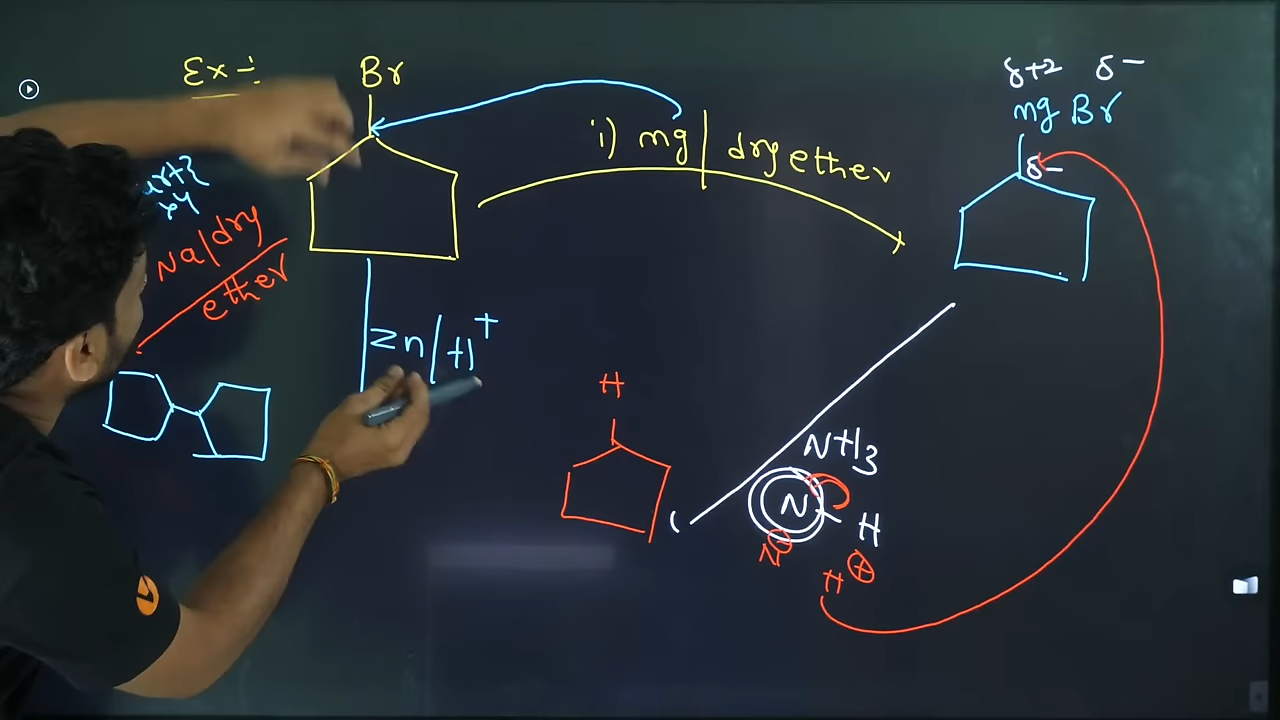 Ex-:
Br
i) mg/dry ether
δ+2 δ-
mg Br
δ-
Na/dry
ether
Zn/H+
H
NH3
N-H
N⊖
H⊕